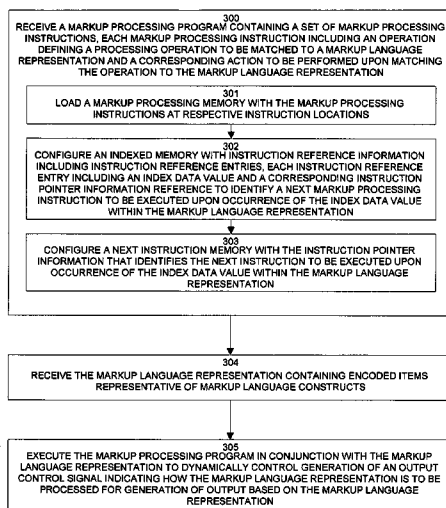 300
RECEIVE A MARKUP PROCESSING PROGRAM CONTAINING A SET OF MARKUP PROCESSING
INSTRUCTIONS, EACH MARKUP PROCESSING INSTRUCTION INCLUDING AN OPERATION
DEFINING A PROCESSING OPERATION TO BE MATCHED TO A MARKUP LANGUAGE
REPRESENTATION AND A CORRESPONDING ACTION TO BE PERFORMED UPON MATCHING
THE OPERATION TO THE MARKUP LANGUAGE REPRESENTATION
301
LOAD A MARKUP PROCESSING MEMORY WITH THE MARKUP PROCESSING
INSTRUCTIONS AT RESPECTIVE INSTRUCTION LOCATIONS
302
CONFIGURE AN INDEXED MEMORY WITH INSTRUCTION REFERENCE INFORMATION
INCLUDING INSTRUCTION REFERENCE ENTRIES, EACH INSTRUCTION REFERENCE
ENTRY INCLUDING AN INDEX DATA VALUE AND A CORRESPONDING INSTRUCTION
POINTER INFORMATION REFERENCE TO IDENTIFY A NEXT MARKUP PROCESSING
INSTRUCTION TO BE EXECUTED UPON OCCURRENCE OF THE INDEX DATA VALUE
WITHIN THE MARKUP LANGUAGE REPRESENTATION
303
CONFIGURE A NEXT INSTRUCTION MEMORY WITH THE INSTRUCTION POINTER
INFORMATION THAT IDENTIFIES THE NEXT INSTRUCTION TO BE EXECUTED UPON
OCCURRENCE OF THE INDEX DATA VALUE WITHIN THE MARKUP LANGUAGE
REPRESENTATION
304
RECEIVE THE MARKUP LANGUAGE REPRESENTATION CONTAINING ENCODED ITEMS
REPRESENTATIVE OF MARKUP LANGUAGE CONSTRUCTS
305
EXECUTE THE MARKUP PROCESSING PROGRAM IN CONJUNCTION WITH THE MARKUP
LANGUAGE REPRESENTATION TO DYNAMICALLY CONTROL GENERATION OF AN OUTPUT
CONTROL SIGNAL INDICATING HOW THE MARKUP LANGUAGE REPRESENTATION IS TO BE
PROCESSED FOR GENERATION OF OUTPUT BASED ON THE MARKUP LANGUAGE
REPRESENTATION